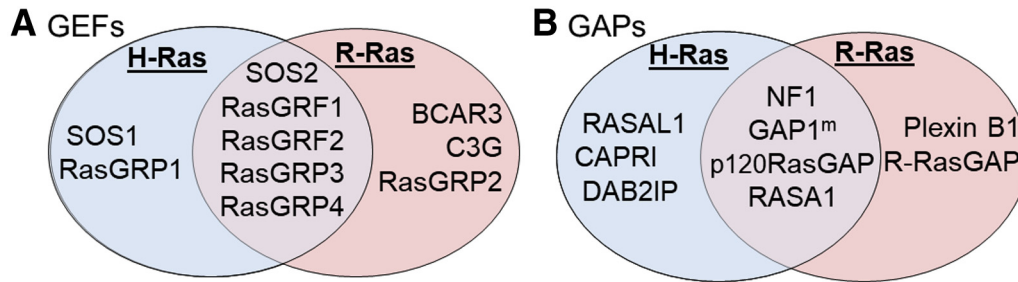 A GEFs
H-Ras
R-Ras
SOS1
RasGRP1
SOS2
RasGRF1
RasGRF2
RasGRP3
RasGRP4
BCAR3
C3G
RasGRP2
B GAPs
H-Ras
R-Ras
RASAL1
CAPRI
DAB2IP
NF1
GAP1ᵐ
p120RasGAP
RASA1
Plexin B1
R-RasGAP